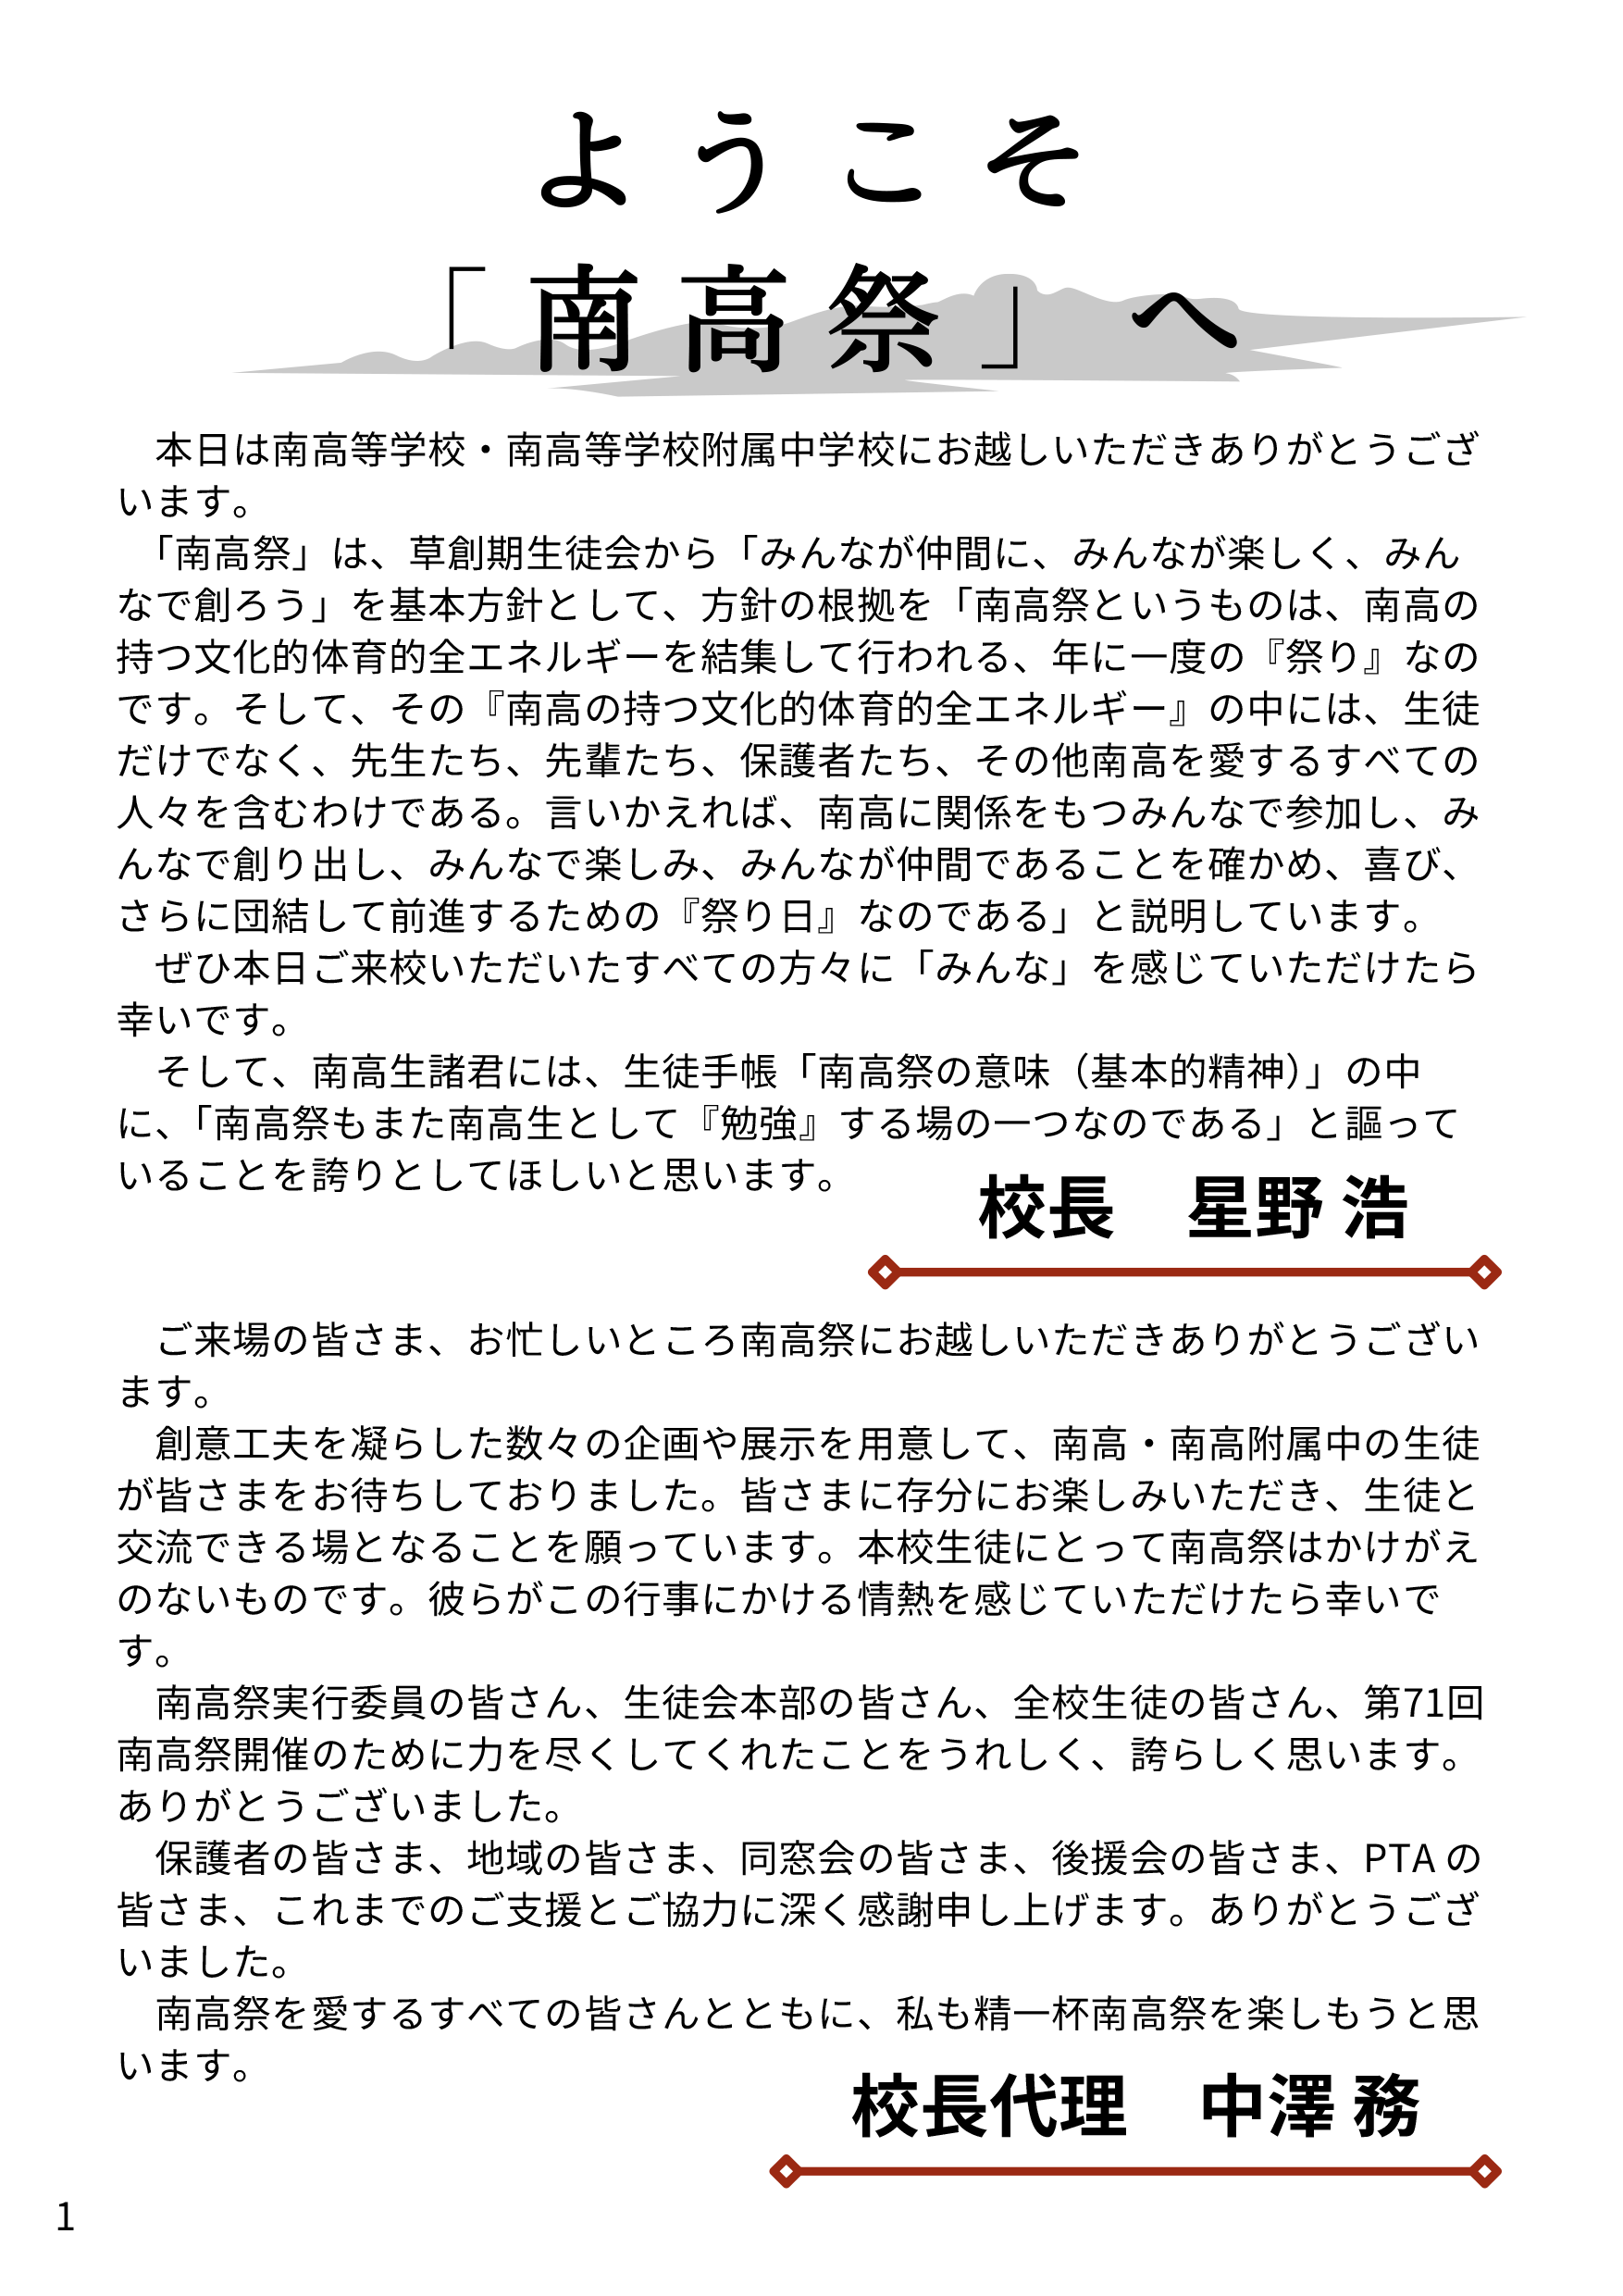 ようこそ
「南高祭」へ
本日は南高等学校・南高等学校附属中学校にお越しいただきありがとうござ
います。
「南高祭」は、草創期生徒会から「みんなが仲間に、みんなが楽しく、みん
なで創ろう」を基本方針として、方針の根拠を「南高祭というものは、南高の
持つ文化的体育的全エネルギーを結集して行われる、年に一度の『祭り』なの
です。そして、その『南高の持つ文化的体育的全エネルギー』の中には、生徒
だけでなく、先生たち、先輩たち、保護者たち、その他南高を愛するすべての
人々を含むわけである。言いかえれば、南高に関係をもつみんなで参加し、み
んなで創り出し、みんなで楽しみ、みんなが仲間であることを確かめ、喜び、
さらに団結して前進するための『祭り日』なのである」と説明しています。
ぜひ本日ご来校いただいたすべての方々に「みんな」を感じていただけたら
幸いです。
そして、南高生諸君には、生徒手帳「南高祭の意味（基本的精神）」の中
に、「南高祭もまた南高生として『勉強』する場の一つなのである」と謳って
いることを誇りとしてほしいと思います。
校長　星野 浩
ご来場の皆さま、お忙しいところ南高祭にお越しいただきありがとうござい
ます。
創意工夫を凝らした数々の企画や展示を用意して、南高・南高附属中の生徒
が皆さまをお待ちしておりました。皆さまに存分にお楽しみいただき、生徒と
交流できる場となることを願っています。本校生徒にとって南高祭はかけがえ
のないものです。彼らがこの行事にかける情熱を感じていただけたら幸いで
す。
南高祭実行委員の皆さん、生徒会本部の皆さん、全校生徒の皆さん、第71回
南高祭開催のために力を尽くしてくれたことをうれしく、誇らしく思います。
ありがとうございました。
保護者の皆さま、地域の皆さま、同窓会の皆さま、後援会の皆さま、PTA の
皆さま、これまでのご支援とご協力に深く感謝申し上げます。ありがとうござ
いました。
南高祭を愛するすべての皆さんとともに、私も精一杯南高祭を楽しもうと思
います。
校長代理　中澤 務
1